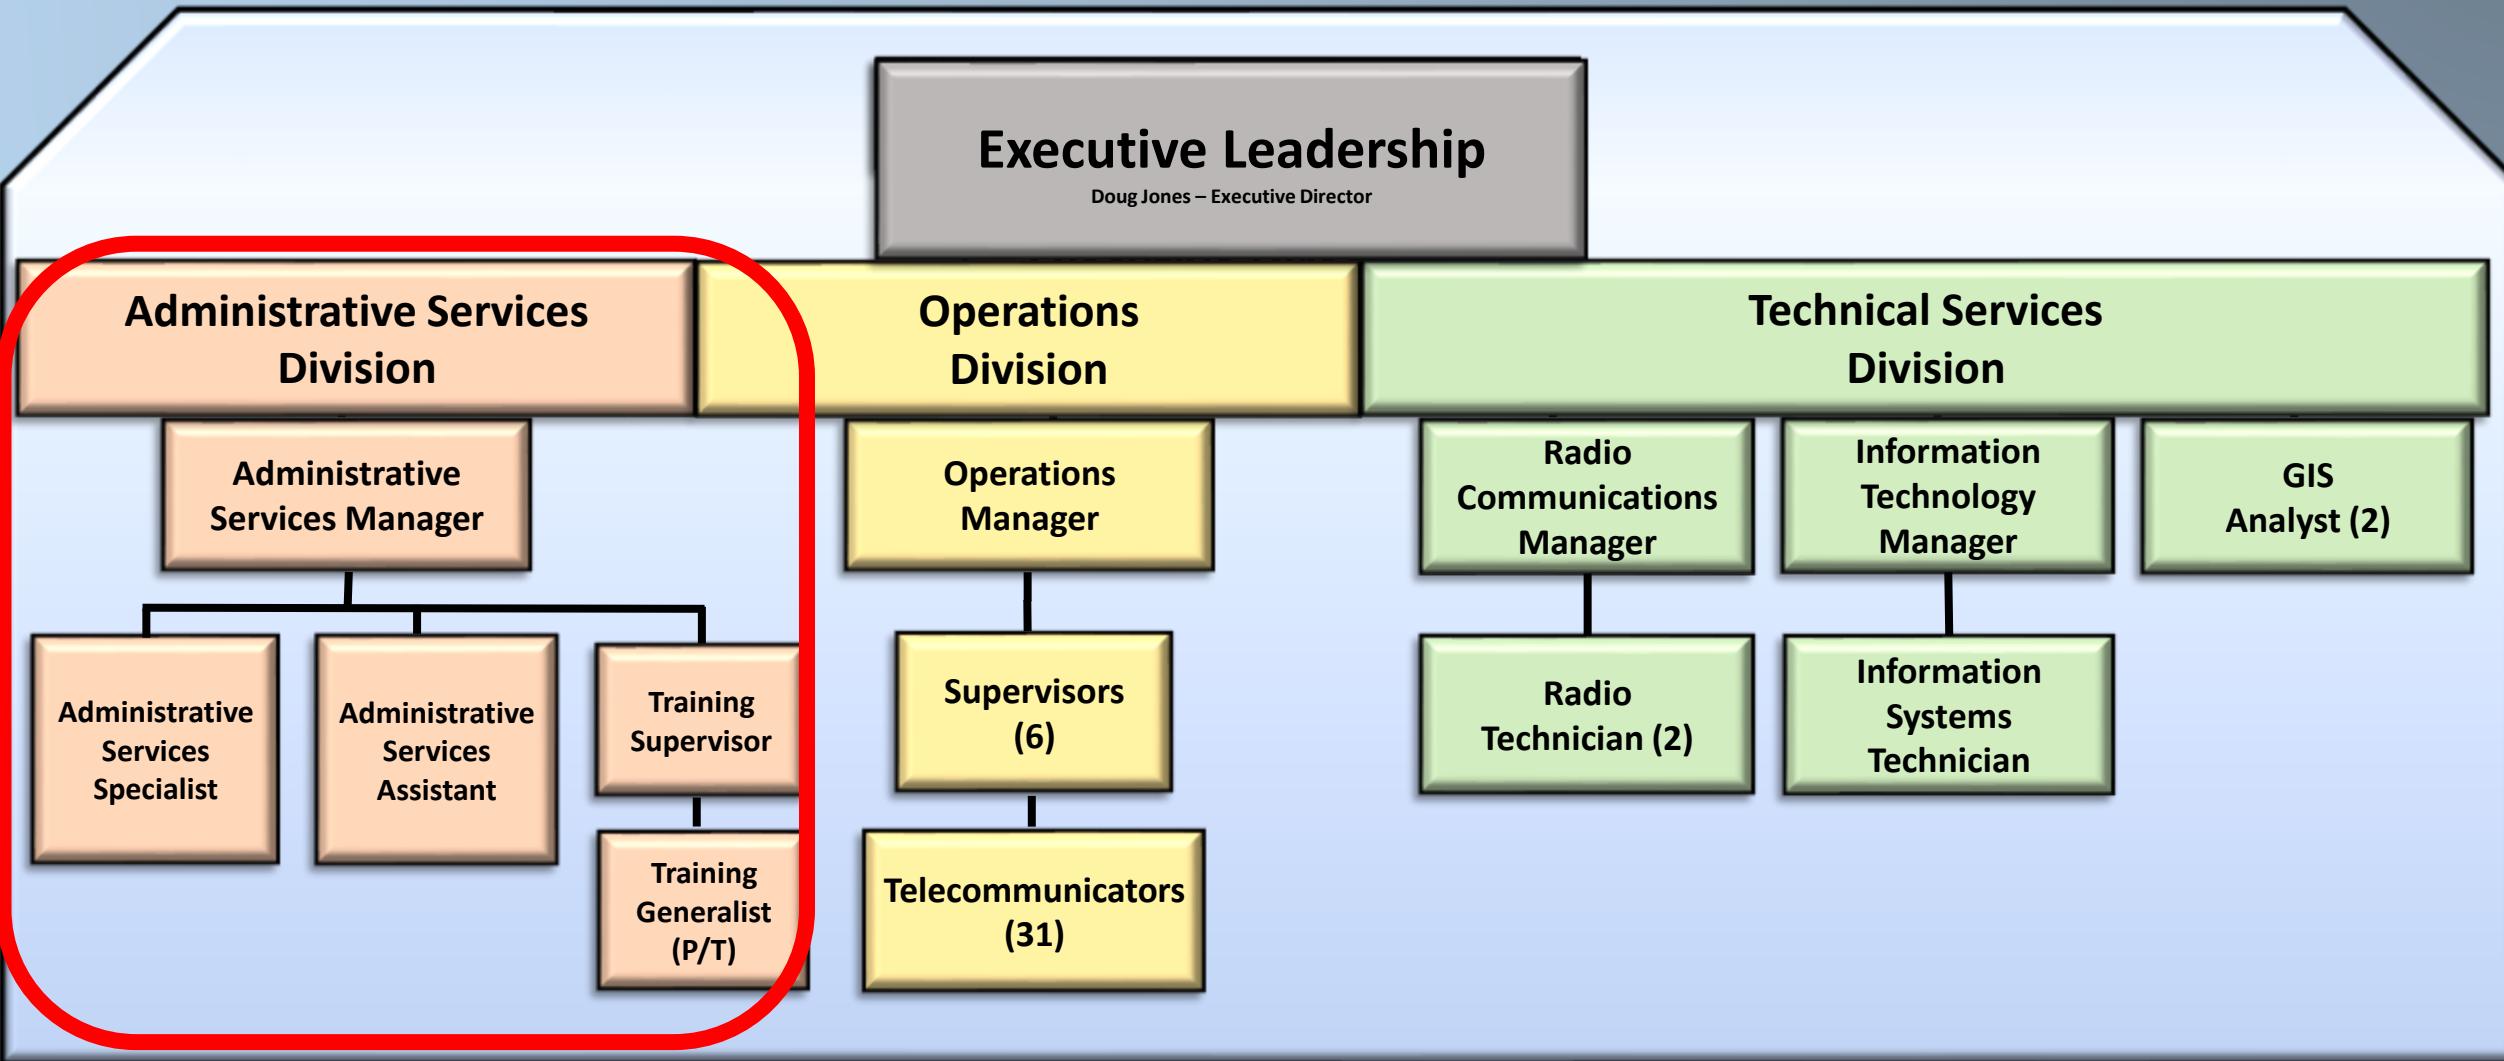 Executive Leadership
Doug Jones – Executive Director
Administrative Services
Division
Operations
Division
Technical Services
Division
Administrative
Services Manager
Operations
Manager
Radio
Communications
Manager
Information
Technology
Manager
GIS
Analyst (2)
Administrative
Services
Specialist
Administrative
Services
Assistant
Training
Supervisor
Supervisors
(6)
Radio
Technician (2)
Information
Systems
Technician
Training
Generalist
(P/T)
Telecommunicators
(31)